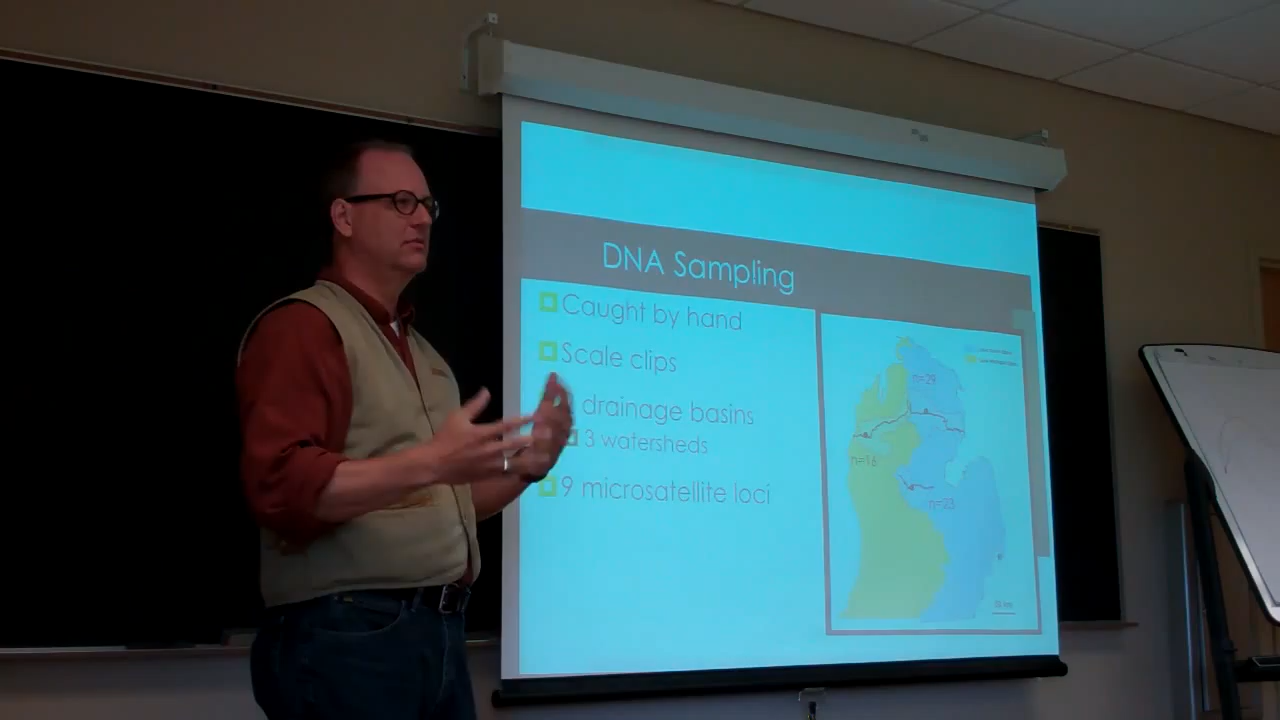 DNA Sampling
Caught by hand
Scale clips
drainage basins
3 watersheds
9 microsatellite loci
n=29
n=16
n=23